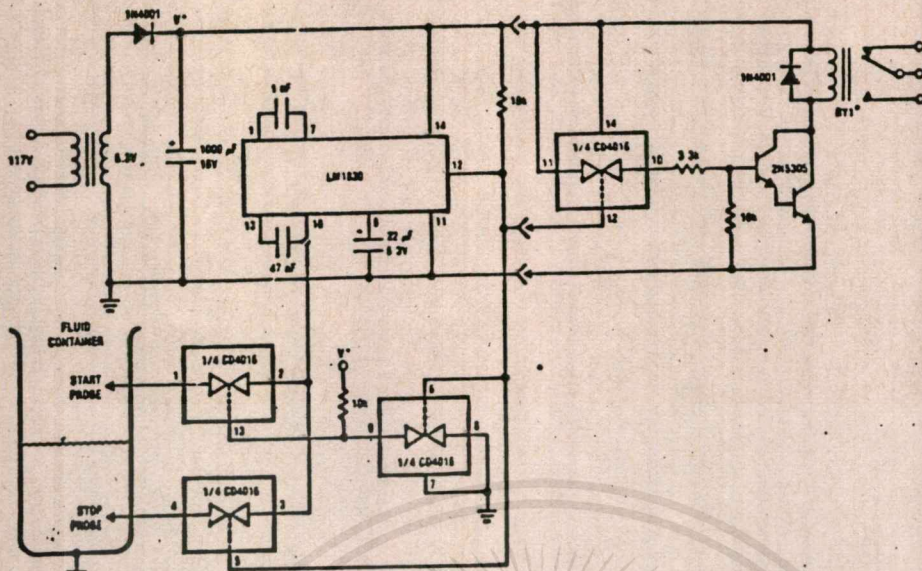 1N4001
V+
1 nF
1
7
14
10k
117V
6.3V
+
1000 µF
16V
LM1830
12
13
10
9
11
47 nF
+
22 µF
6.3V
14
1/4 CD4016
11
10
12
3.3k
10k
1N4001
2N5305
RY1*
FLUID
CONTAINER
START
PROBE
1
1/4 CD4016
2
13
V+
10k
6
9
8
1/4 CD4016
7
STOP
PROBE
4
1/4 CD4016
3
5